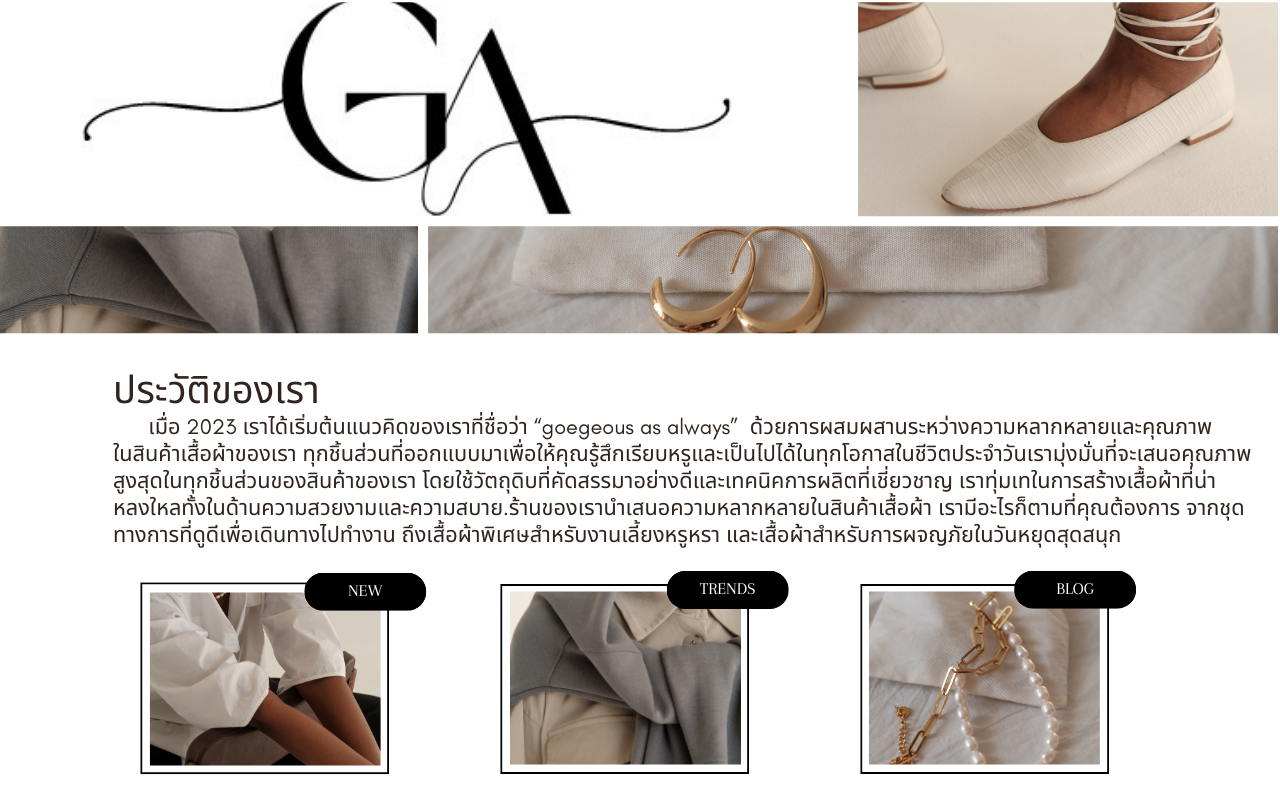 GA
ประวัติของเรา
เมื่อ 2023 เราได้เริ่มต้นแนวคิดของเราที่ชื่อว่า “goegeous as always” ด้วยการผสมผสานระหว่างความหลากหลายและคุณภาพ
ในสินค้าเสื้อผ้าของเรา ทุกชิ้นส่วนที่ออกแบบมาเพื่อให้คุณรู้สึกเรียบหรูและเป็นไปได้ในทุกโอกาสในชีวิตประจำวันเรามุ่งมั่นที่จะเสนอคุณภาพ
สูงสุดในทุกชิ้นส่วนของสินค้าของเรา โดยใช้วัตถุดิบที่คัดสรรมาอย่างดีและเทคนิคการผลิตที่เชี่ยวชาญ เราทุ่มเทในการสร้างเสื้อผ้าที่น่า
หลงใหลทั้งในด้านความสวยงามและความสบาย.ร้านของเรานำเสนอความหลากหลายในสินค้าเสื้อผ้า เรามีอะไรก็ตามที่คุณต้องการ จากชุด
ทางการที่ดูดีเพื่อเดินทางไปทำงาน ถึงเสื้อผ้าพิเศษสำหรับงานเลี้ยงหรูหรา และเสื้อผ้าสำหรับการผจญภัยในวันหยุดสุดสนุก
NEW
TRENDS
BLOG